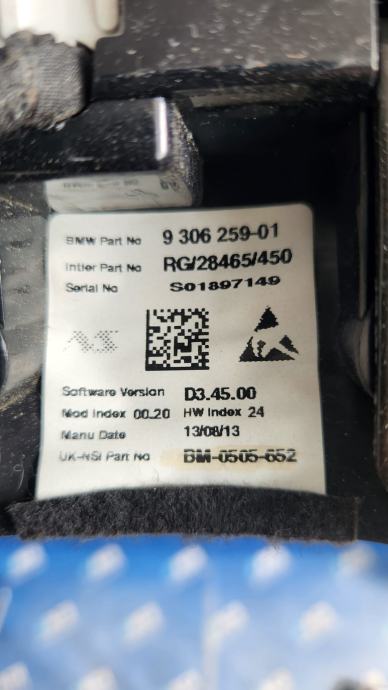 BMW Part No 9 306 259-01
Intier Part No RG/28465/450
Serial No S01897149
Software Version D3.45.00
Mod Index 00.20 HW Index 24
Manu Date 13/08/13
UK-NSI Part No BM-0505-652